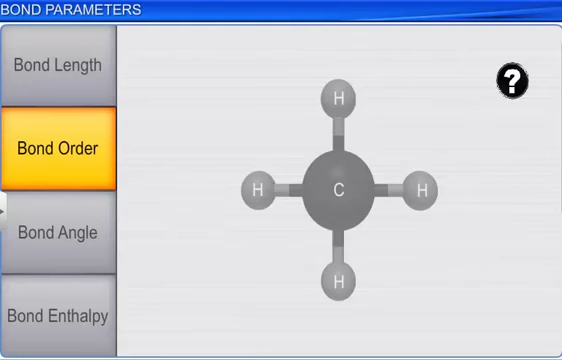 BOND PARAMETERS
Bond Length
Bond Order
Bond Angle
Bond Enthalpy
H
H C H
H
?